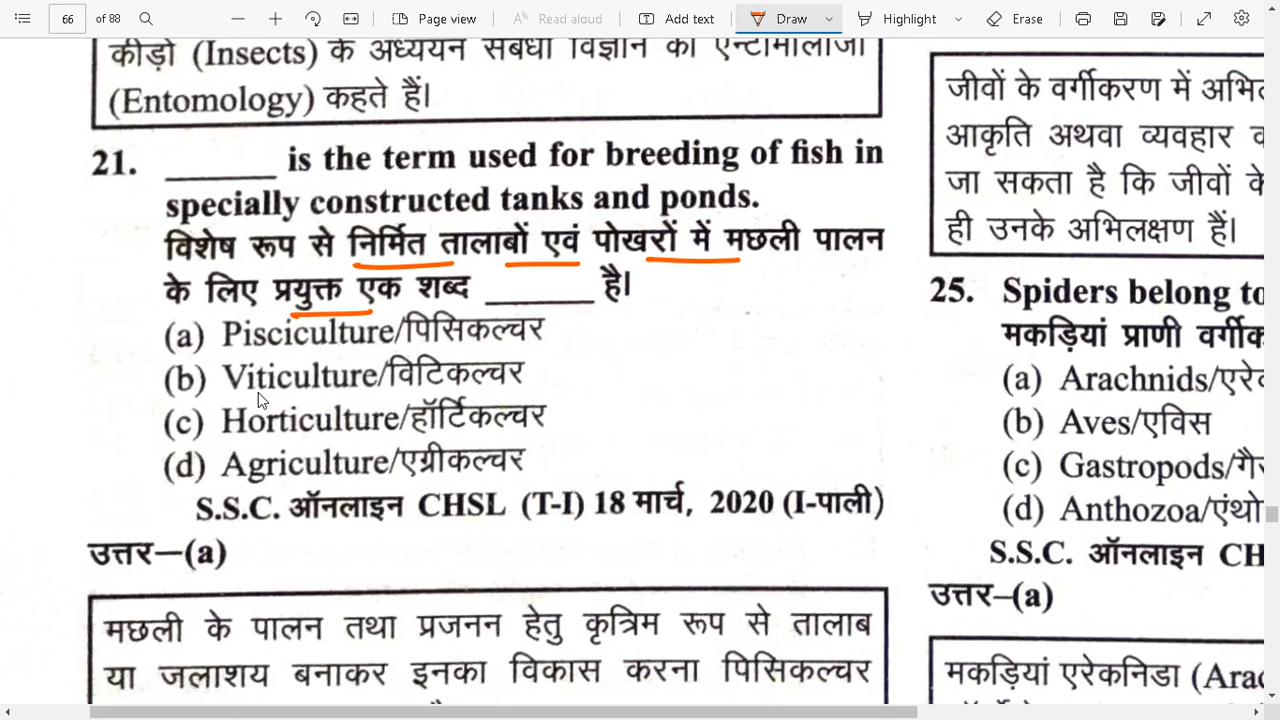 66 of 88 Page view Read aloud Add text Draw Highlight Erase
कीड़ों (Insects) के अध्ययन संबंधी विज्ञान को एन्टोमोलॉजी
(Entomology) कहते हैं।
21. ______ is the term used for breeding of fish in
specially constructed tanks and ponds.
विशेष रूप से निर्मित तालाबों एवं पोखरों में मछली पालन
के लिए प्रयुक्त एक शब्द ______ है।
(a) Pisciculture/पिसिकल्चर
(b) Viticulture/विटिकल्चर
(c) Horticulture/हॉर्टिकल्चर
(d) Agriculture/एग्रीकल्चर
S.S.C. ऑनलाइन CHSL (T-I) 18 मार्च, 2020 (I-पाली)
उत्तर–(a)
मछली के पालन तथा प्रजनन हेतु कृत्रिम रूप से तालाब
या जलाशय बनाकर इनका विकास करना पिसिकल्चर
जीवों के वर्गीकरण में
आकृति अथवा व्यवहार
जा सकता है कि जीवों के
ही उनके अभिलक्षण हैं।
25. Spiders belong to
मकड़ियां प्राणी
(a) Arachnids/
(b) Aves/एविस
(c) Gastropods/
(d) Anthozoa/
S.S.C. ऑनलाइन
उत्तर–(a)
मकड़ियां एरेकनिडा